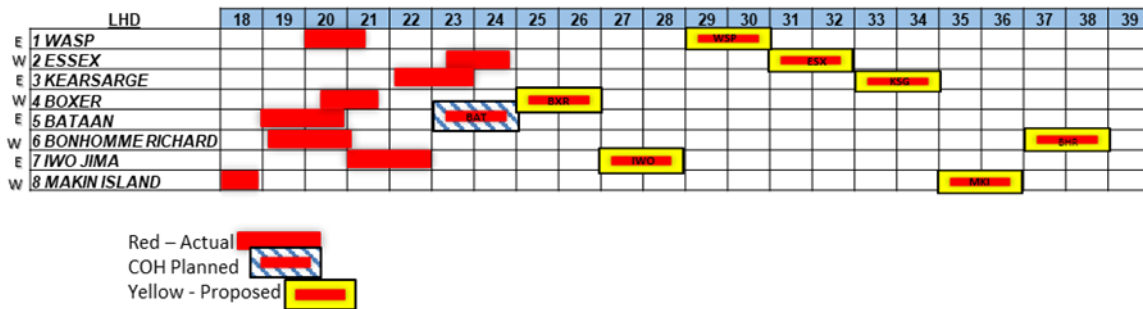 LHD 18 19 20 21 22 23 24 25 26 27 28 29 30 31 32 33 34 35 36 37 38 39
E 1 WASP WSP
W 2 ESSEX ESX
E 3 KEARSARGE KSG
W 4 BOXER BXR
E 5 BATAAN BAT
W 6 BONHOMME RICHARD BHR
E 7 IWO JIMA IWO
W 8 MAKIN ISLAND MKI
Red – Actual
COH Planned
Yellow - Proposed